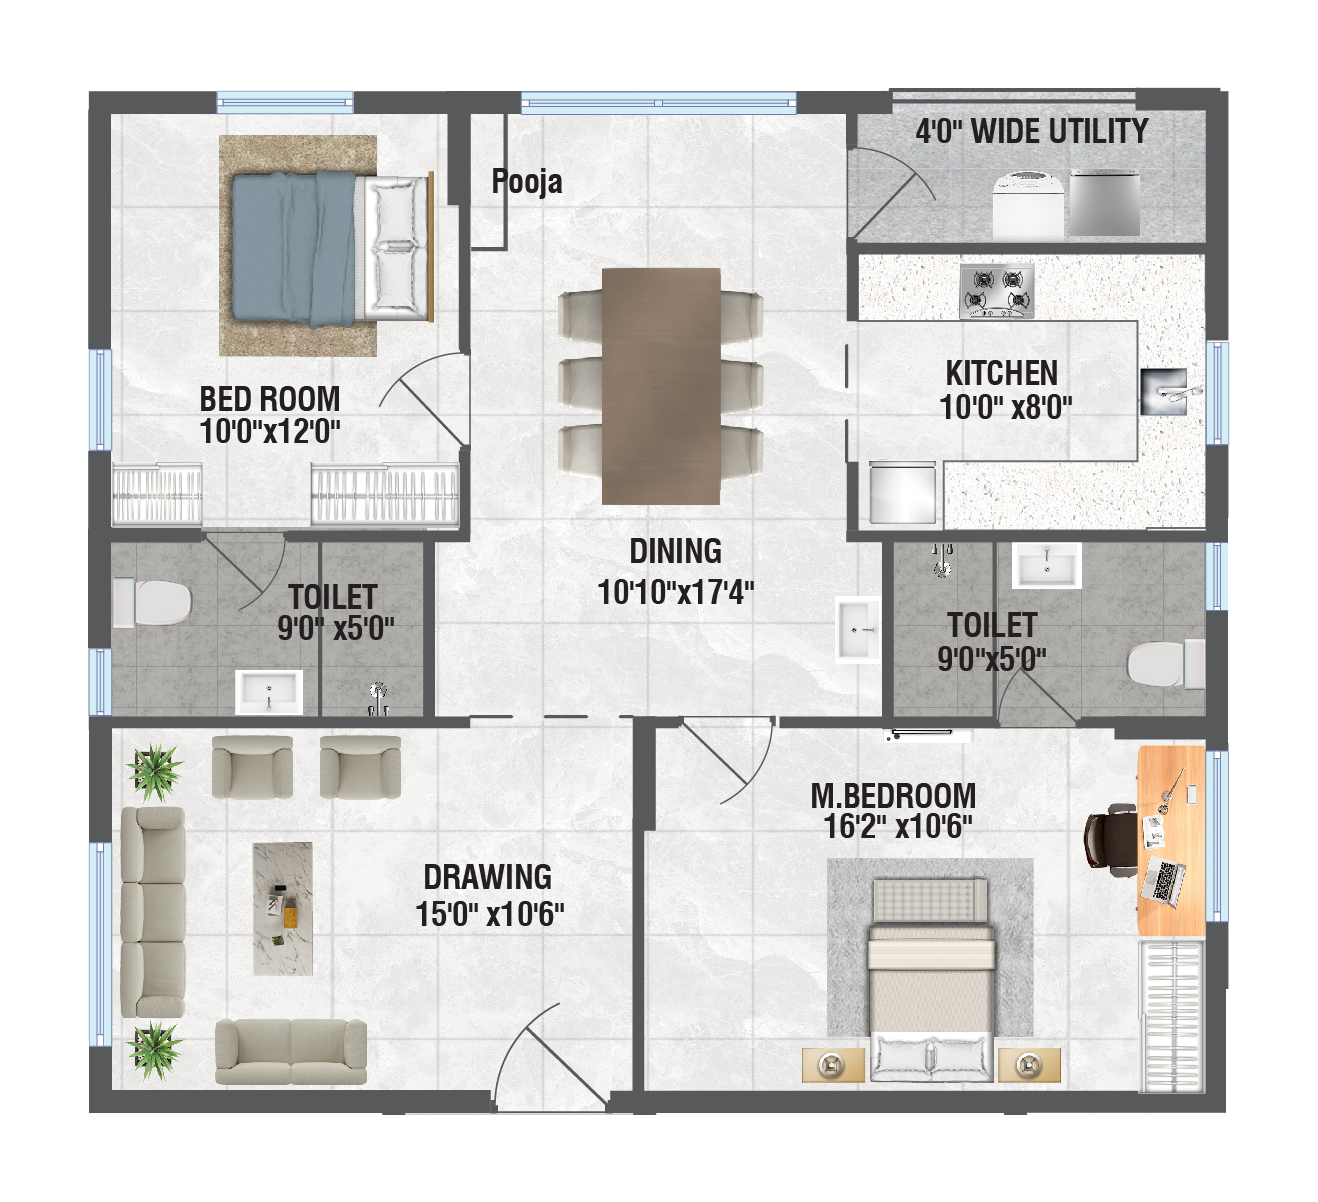 4'0" WIDE UTILITY
Pooja
BED ROOM
10'0"x12'0"
KITCHEN
10'0" x8'0"
DINING
10'10"x17'4"
TOILET
9'0" x5'0"
TOILET
9'0"x5'0"
M.BEDROOM
16'2" x10'6"
DRAWING
15'0" x10'6"